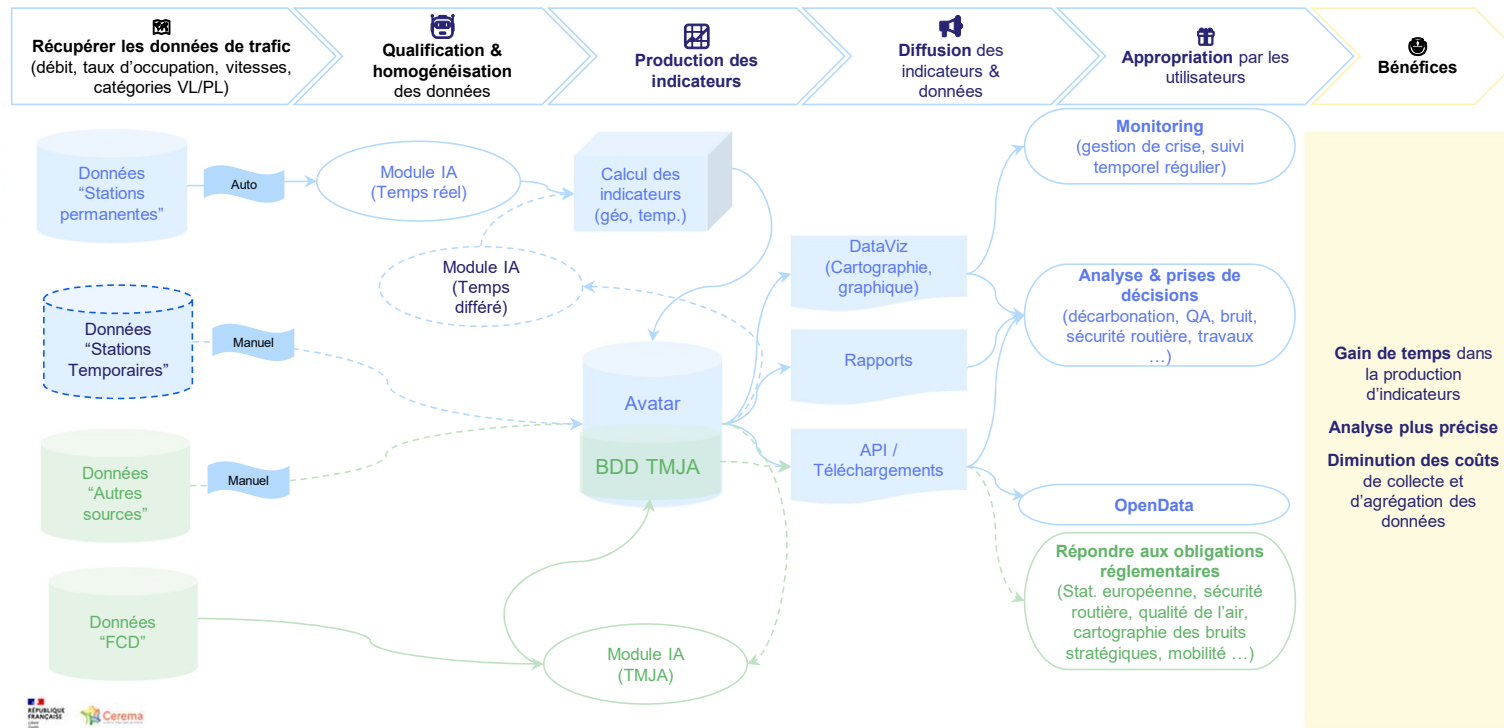 Récupérer les données de trafic
(débit, taux d'occupation, vitesses,
catégories VL/PL)
Qualification &
homogénéisation
des données
Production des
indicateurs
Diffusion des
indicateurs &
données
Appropriation par les
utilisateurs
Bénéfices
Données
“Stations
permanentes”
Auto
Module IA
(Temps réel)
Calcul des
indicateurs
(géo, temp.)
Monitoring
(gestion de crise, suivi
temporel régulier)
Module IA
(Temps
différé)
DataViz
(Cartographie,
graphique)
Analyse & prises de
décisions
(décarbonation, QA, bruit,
sécurité routière, travaux
…)
Données
“Stations
Temporaires”
Manuel
Avatar
BDD TMJA
Rapports
API /
Téléchargements
Données
“Autres
sources”
Manuel
OpenData
Répondre aux obligations
réglementaires
(Stat. européenne, sécurité
routière, qualité de l'air,
cartographie des bruits
stratégiques, mobilité …)
Données
“FCD”
Module IA
(TMJA)
Gain de temps dans
la production
d'indicateurs
Analyse plus précise
Diminution des coûts
de collecte et
d'agrégation des
données
RÉPUBLIQUE
FRANÇAISE
Cerema